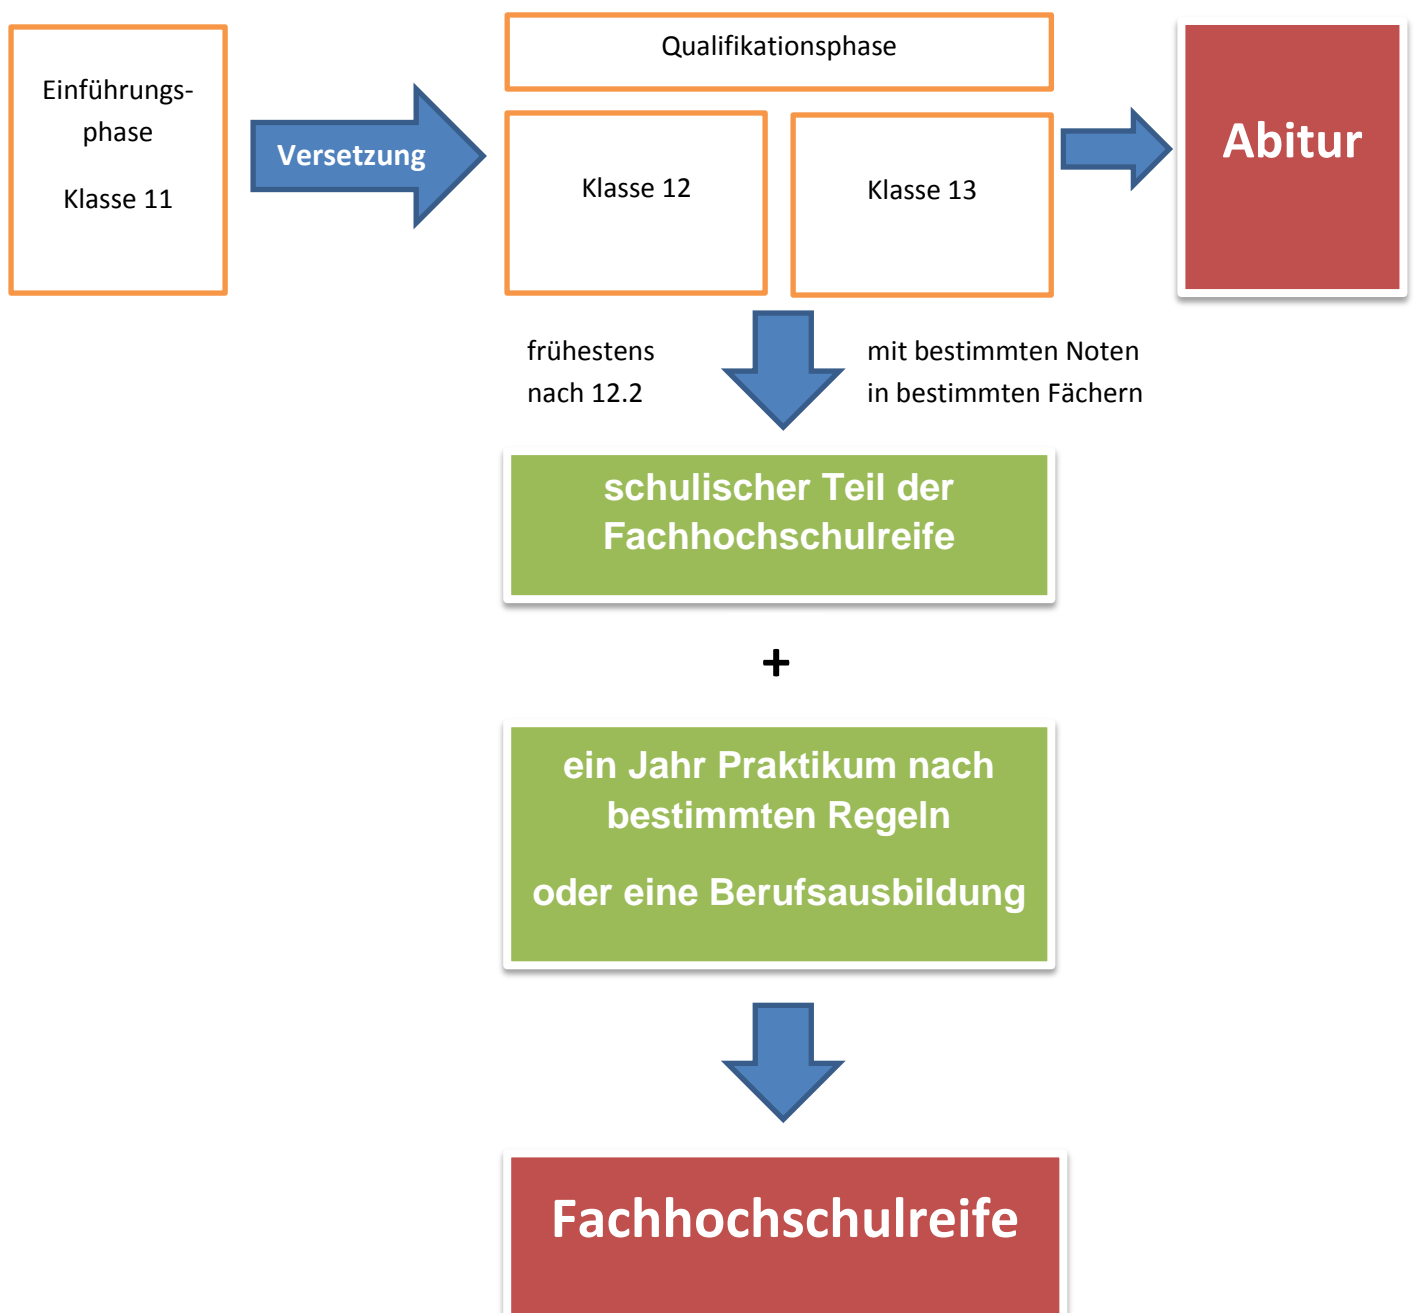 Einführungs-
phase
Klasse 11
Versetzung
Qualifikationsphase
Klasse 12
Klasse 13
Abitur
frühestens
nach 12.2
mit bestimmten Noten
in bestimmten Fächern
schulischer Teil der
Fachhochschulreife
+
ein Jahr Praktikum nach
bestimmten Regeln
oder eine Berufsausbildung
Fachhochschulreife